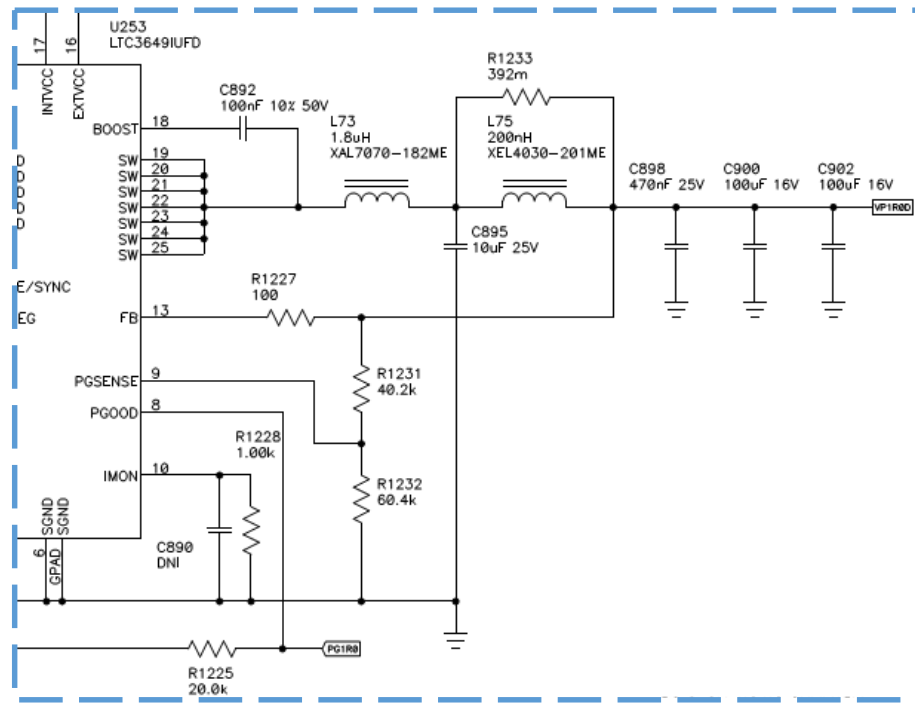 U253
LTC3649IUFD
17
16
INTVCC
EXTVCC
BOOST
18
C892
100nF 10% 50V
SW
19
SW
20
SW
21
SW
22
SW
23
SW
24
SW
25
L73
1.8uH
XAL7070-182ME
R1233
392m
L75
200nH
XEL4030-201ME
C898
470nF 25V
C900
100uF 16V
C902
100uF 16V
VP1R0D
C895
10uF 25V
D
D
D
D
D
E/SYNC
EG
FB
13
R1227
100
PGSENSE
9
PGOOD
8
R1231
40.2k
R1228
1.00k
IMON
10
R1232
60.4k
C890
DNI
SGND
SGND
6
GPAD
PG1R0
R1225
20.0k